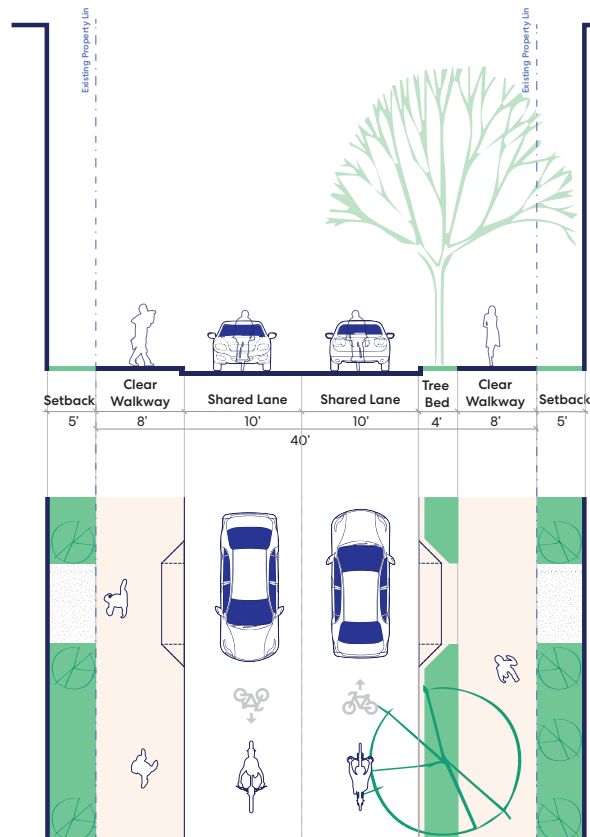 Existing Property Lin
Existing Property Lin
Setback
Clear
Walkway
Shared Lane
Shared Lane
Tree
Bed
Clear
Walkway
Setback
5'
8'
10'
10'
4'
8'
5'
40'